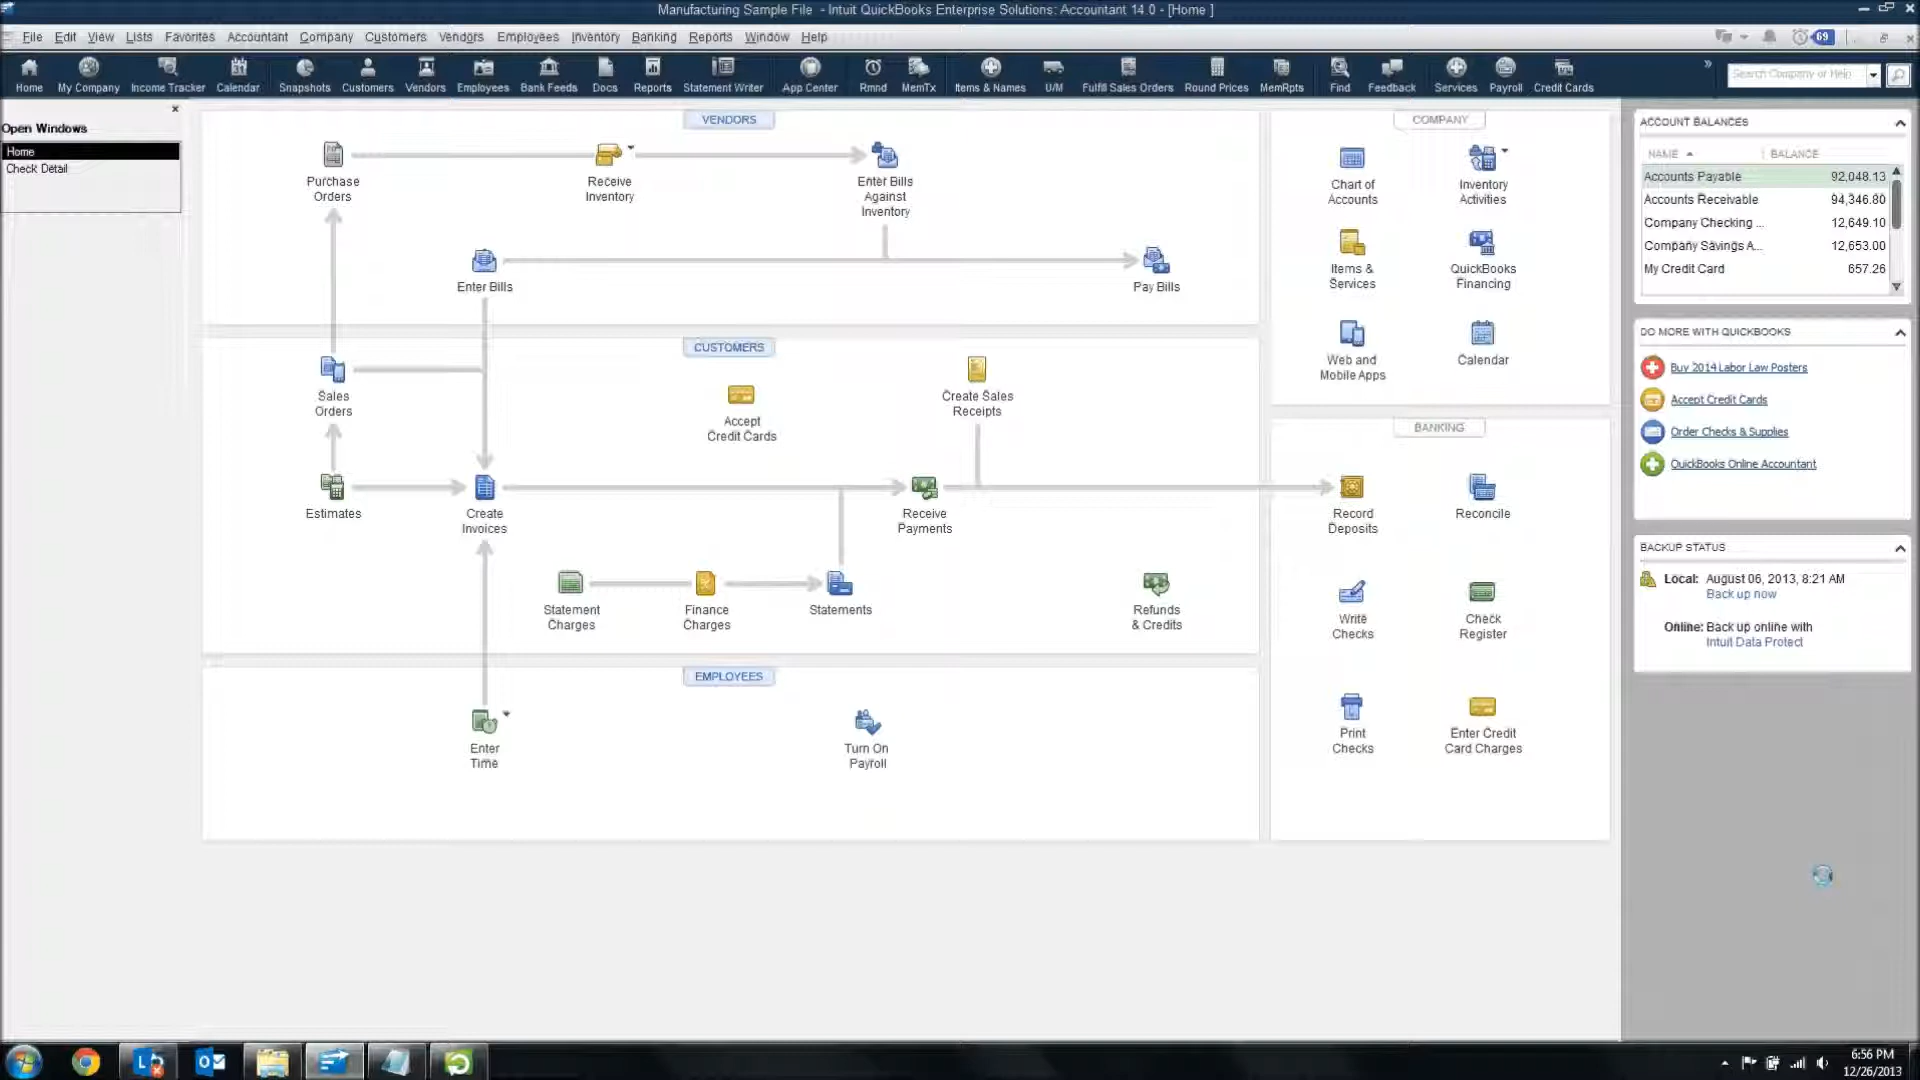 Manufacturing Sample File - Intuit QuickBooks Enterprise Solutions: Accountant 14.0 - [Home ]
File Edit View Lists Favorites Accountant Company Customers Vendors Employees Inventory Banking Reports Window Help
69
Home My Company Income Tracker Calendar Snapshots Customers Vendors Employees Bank Feeds Docs Reports Statement Writer App Center Rmnd MemTx Items & Names U/M Fulfill Sales Orders Round Prices MemRpts Find Feedback Services Payroll Credit Cards
Search Company or Help
Open Windows
Home
Check Detail
VENDORS
Purchase
Orders
Receive
Inventory
Enter Bills
Against
Inventory
Enter Bills
Pay Bills
CUSTOMERS
Sales
Orders
Accept
Credit Cards
Create Sales
Receipts
Estimates
Create
Invoices
Receive
Payments
Statement
Charges
Finance
Charges
Statements
Refunds
& Credits
EMPLOYEES
Enter
Time
Turn On
Payroll
COMPANY
Chart of
Accounts
Inventory
Activities
Items &
Services
QuickBooks
Financing
Web and
Mobile Apps
Calendar
BANKING
Record
Deposits
Reconcile
Write
Checks
Check
Register
Print
Checks
Enter Credit
Card Charges
ACCOUNT BALANCES
NAME BALANCE
Accounts Payable 92,048.13
Accounts Receivable 94,346.80
Company Checking ... 12,649.10
Company Savings A... 12,653.00
My Credit Card 657.26
DO MORE WITH QUICKBOOKS
Buy 2014 Labor Law Posters
Accept Credit Cards
Order Checks & Supplies
QuickBooks Online Accountant
BACKUP STATUS
Local: August 06, 2013, 8:21 AM
Back up now
Online: Back up online with
Intuit Data Protect
6:56 PM
12/26/2013